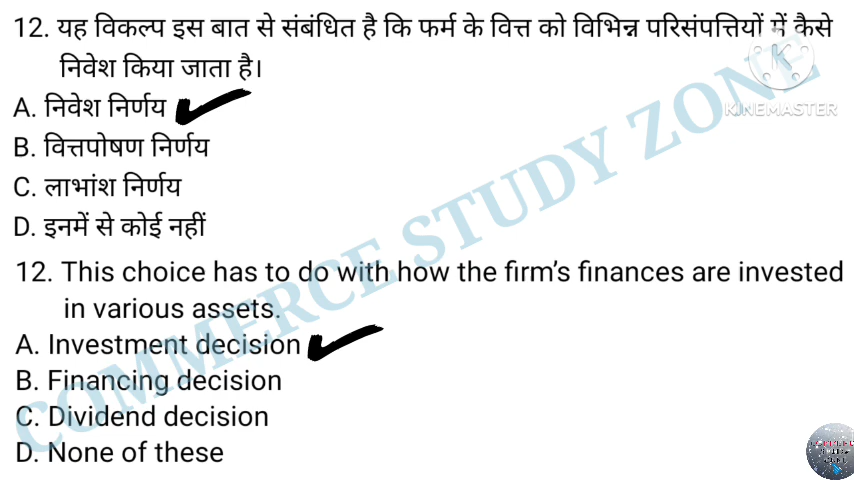 12. यह विकल्प इस बात से संबंधित है कि फर्म के वित्त को विभिन्न परिसंपत्तियों में कैसे
निवेश किया जाता है।
KINEMASTER
A. निवेश निर्णय
B. वित्तपोषण निर्णय
C. लाभांश निर्णय
D. इनमें से कोई नहीं
COMMERCE STUDY ZONE
12. This choice has to do with how the firm's finances are invested
in various assets.
A. Investment decision
B. Financing decision
C. Dividend decision
D. None of these